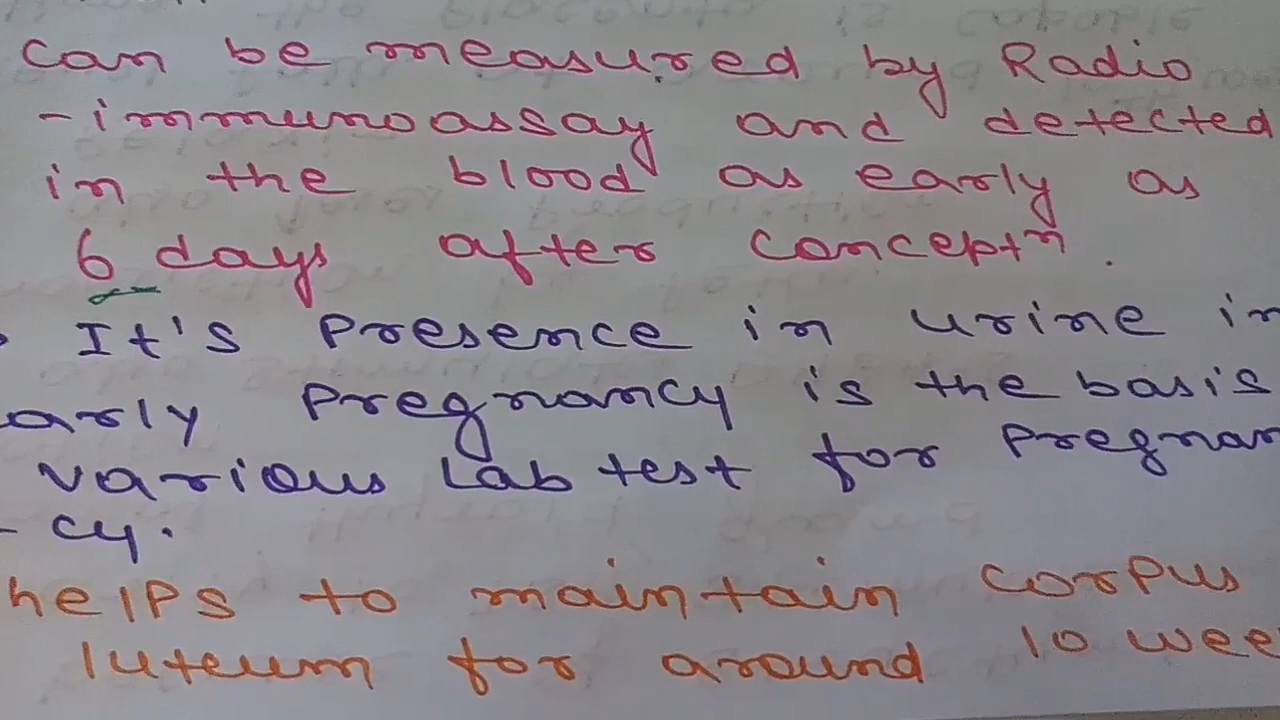 can be measured by Radio
-immunoassay and detected
in the blood as early as
6 days after conceptn.
It's Presence in urine in
arly Pregnancy is the basis
various Lab test for Pregnan
- cy.
helps to maintain corpus
luteum for around 10 wee